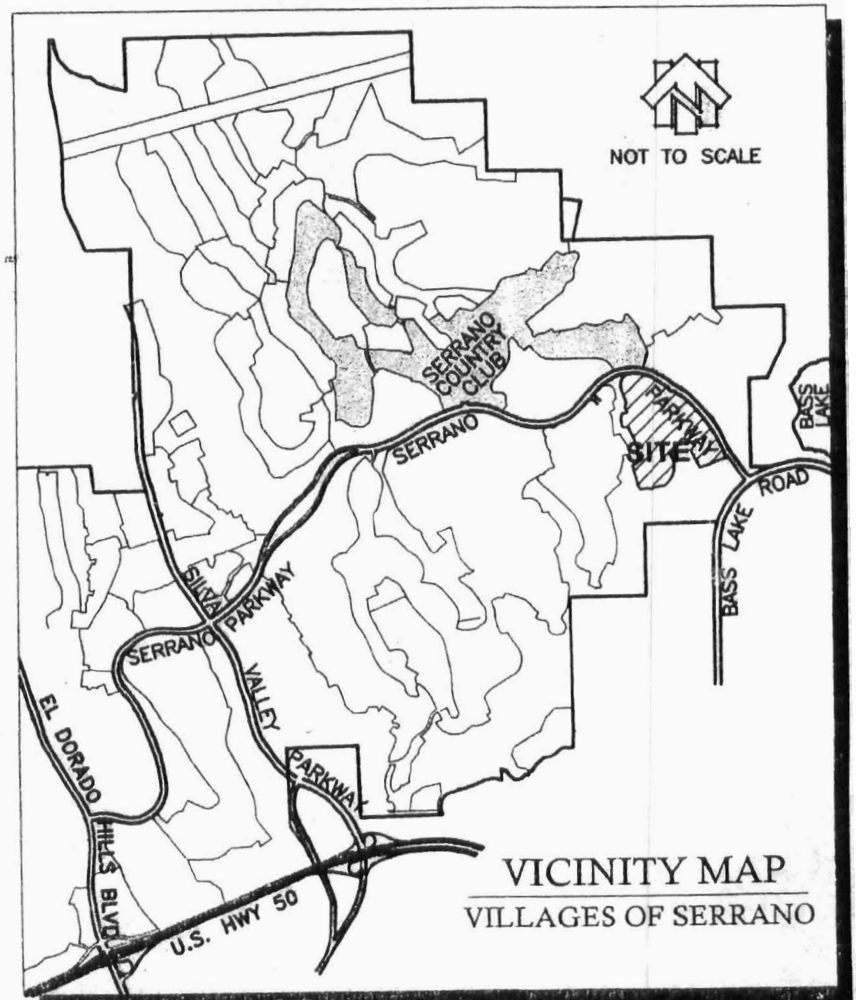 N
NOT TO SCALE
SERRANO
COUNTRY
CLUB
BASS
LAKE
SERRANO
PARKWAY
SITE
BASS LAKE ROAD
SILVA
PARKWAY
SERRANO
VALLEY
PARKWAY
EL DORADO
HILLS BLVD
U.S. HWY 50
VICINITY MAP
VILLAGES OF SERRANO